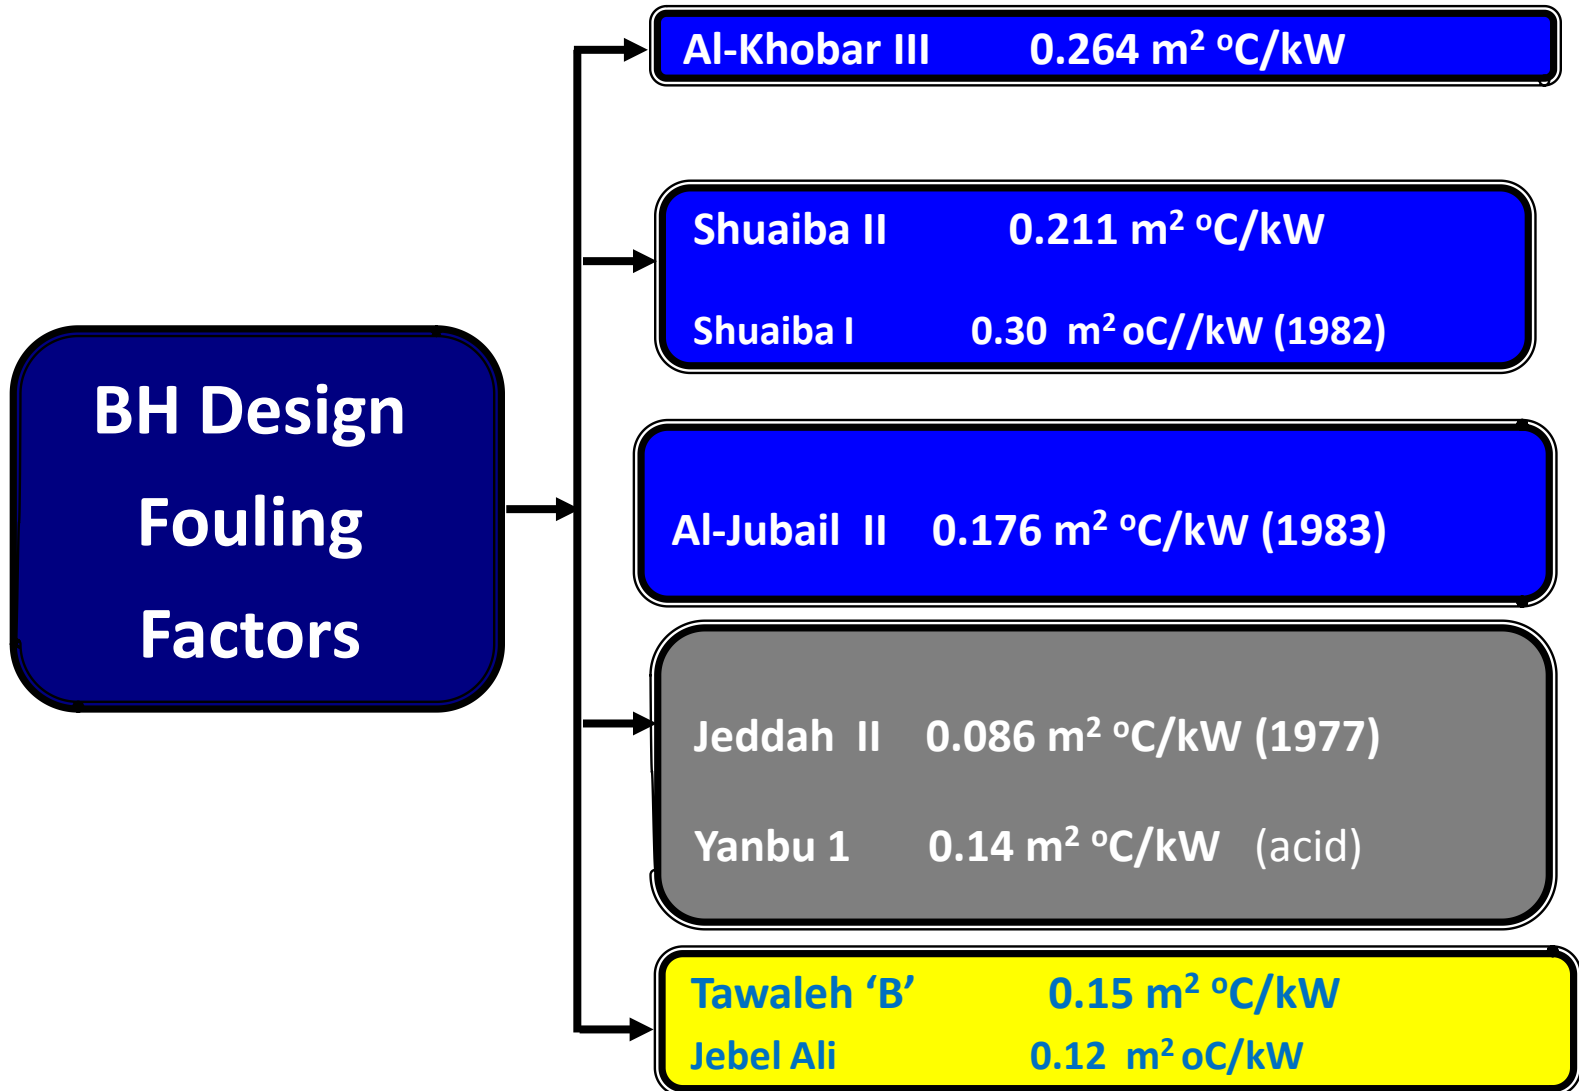 BH Design
Fouling
Factors
Al-Khobar III 0.264 m² ºC/kW
Shuaiba II 0.211 m² ºC/kW
Shuaiba I 0.30 m² oC//kW (1982)
Al-Jubail II 0.176 m² ºC/kW (1983)
Jeddah II 0.086 m² ºC/kW (1977)
Yanbu 1 0.14 m² ºC/kW (acid)
Tawaleh ‘B’ 0.15 m² ºC/kW
Jebel Ali 0.12 m² oC/kW